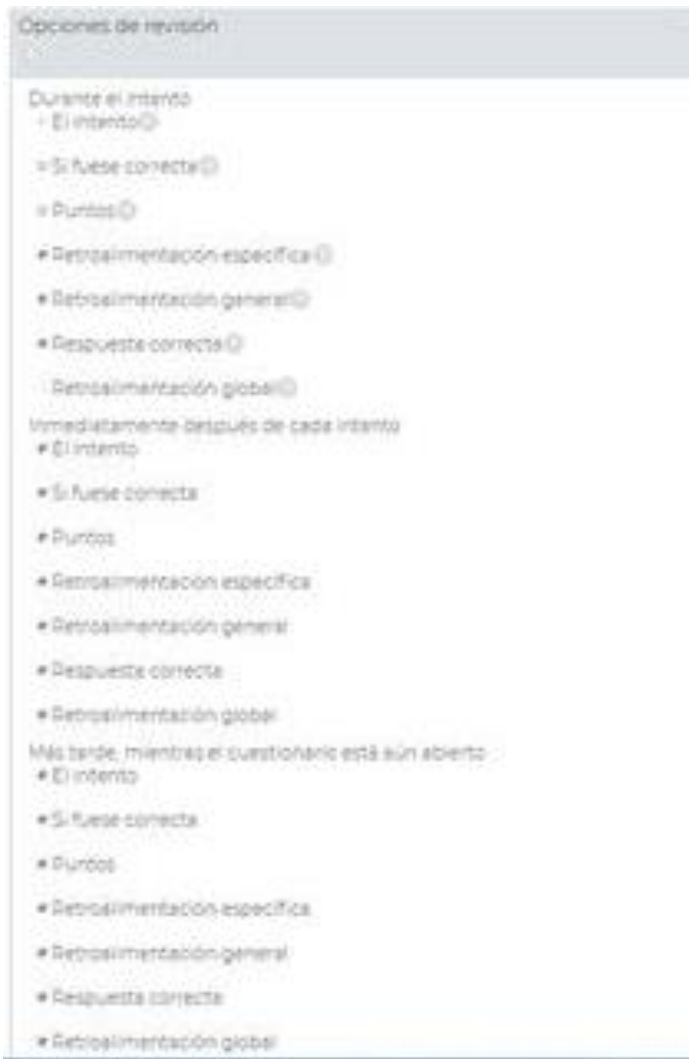 Opciones de revisión
Durante el intento
El intento
Si fuese correcta
Puntos
Retroalimentación específica
Retroalimentación general
Respuesta correcta
Retroalimentación global
Inmediatamente después de cada intento
El intento
Si fuese correcta
Puntos
Retroalimentación específica
Retroalimentación general
Respuesta correcta
Retroalimentación global
Más tarde, mientras el cuestionario está aún abierto
El intento
Si fuese correcta
Puntos
Retroalimentación específica
Retroalimentación general
Respuesta correcta
Retroalimentación global